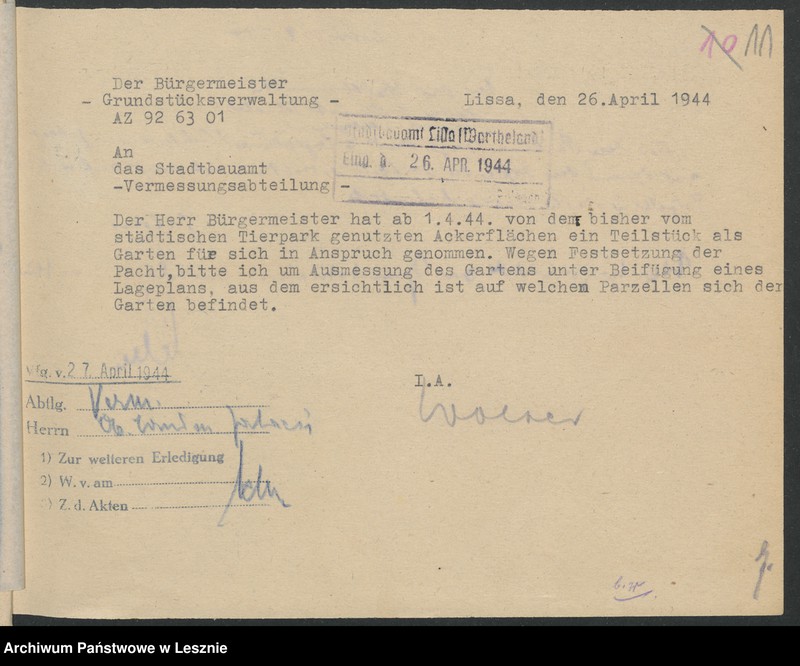 10 11
Der Bürgermeister
- Grundstücksverwaltung -
Lissa, den 26.April 1944
AZ 92 63 01
Stadtbauamt Lissa (Wartheland)
Eing. d. 26. APR. 1944
An
das Stadtbauamt
-Vermessungsabteilung -
Der Herr Bürgermeister hat ab 1.4.44. von der bisher vom
städtischen Tierpark genutzten Ackerflächen ein Teilstück als
Garten für sich in Anspruch genommen. Wegen Festsetzung der
Pacht,bitte ich um Ausmessung des Gartens unter Beifügung eines
Lageplans, aus dem ersichtlich ist auf welchen Parzellen sich der
Garten befindet.
Vfg. v. 27. April 1944
I.A.
Abtlg. Verm.
Herrn
1) Zur weiteren Erledigung
2) W. v. am
3) Z. d. Akten
Archiwum Państwowe w Lesznie